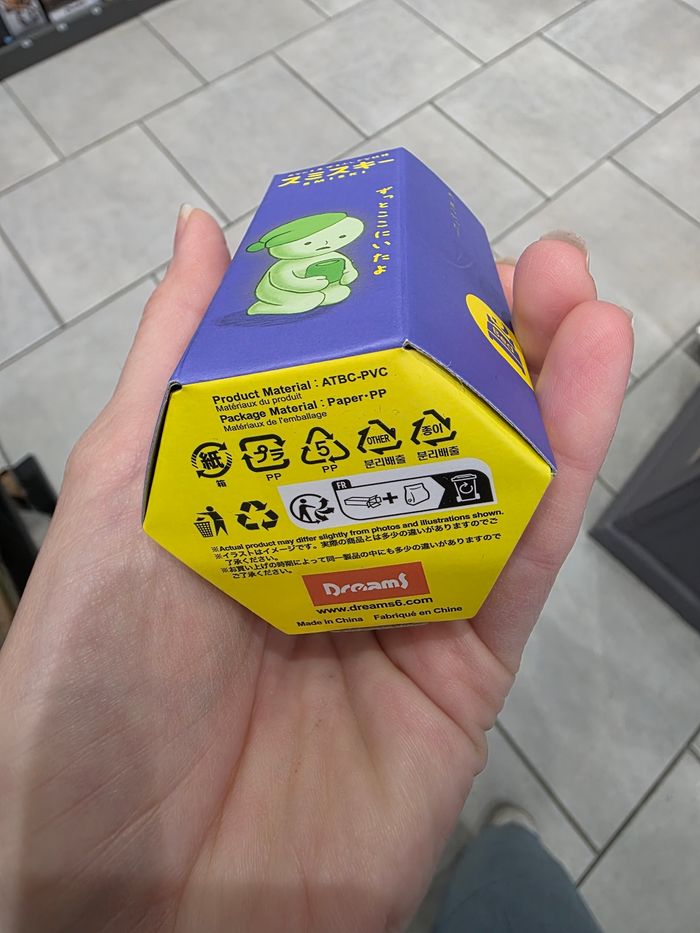 スミスキー
SMISKI
ずっとここにいたよ
Product Material : ATBC-PVC
Matériaux du produit
Package Material : Paper・PP
Matériaux de l'emballage
紙 PP 5 OTHER 종이
箱 PP PP 분리배출 분리배출
FR
※Actual product may differ slightly from photos and illustrations shown.
※イラストはイメージです。実際の商品とは多少の違いがありますのでご
了承ください。
※お買い上げの時期によって同一製品の中にも多少の違いがありますので
ご了承ください。
Dreams
www.dreams6.com
Made in China Fabriqué en Chine